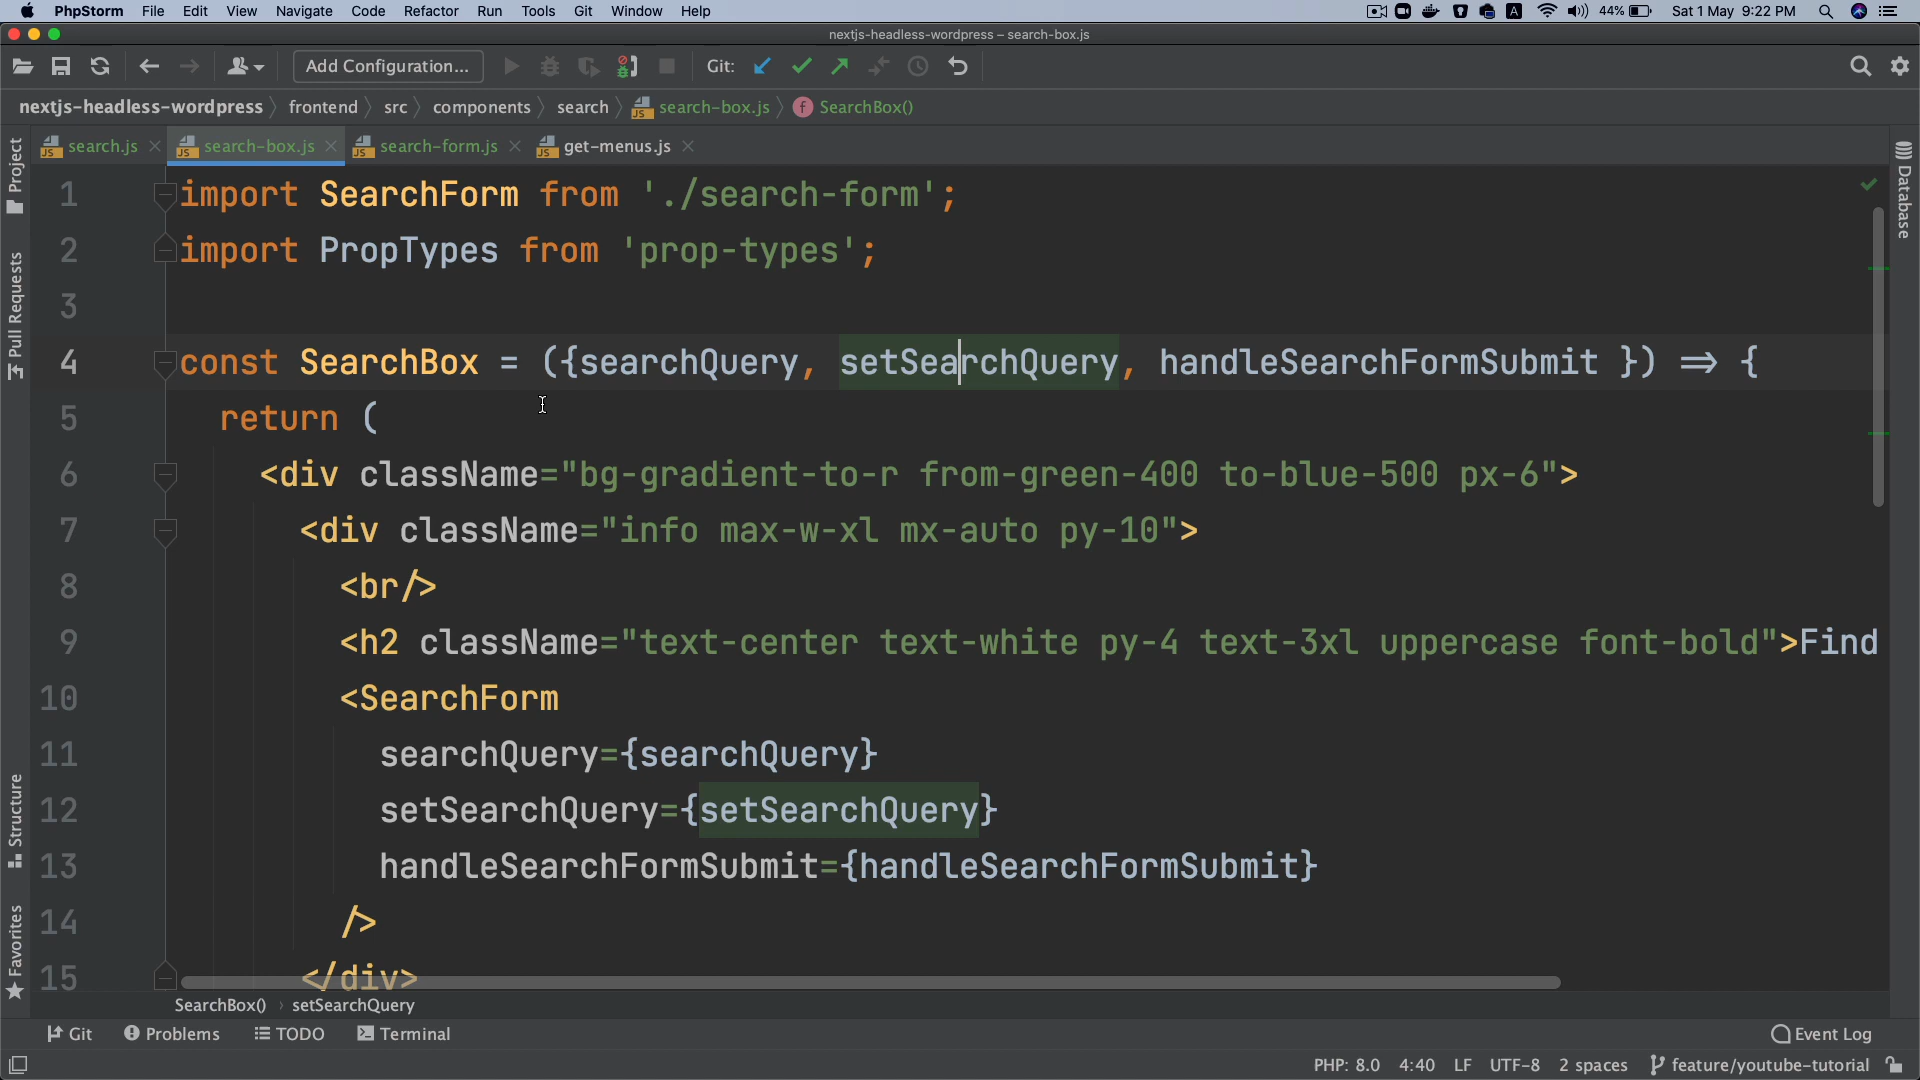 PhpStorm File Edit View Navigate Code Refactor Run Tools Git Window Help A 44% Sat 1 May 9:22 PM
nextjs-headless-wordpress – search-box.js
Add Configuration... Git:
nextjs-headless-wordpress frontend src components search search-box.js f SearchBox()
search.js search-box.js search-form.js get-menus.js
Project
Pull Requests
Structure
Favorites
Database
1 import SearchForm from './search-form';
2 import PropTypes from 'prop-types';
3
4 const SearchBox = ({searchQuery, setSearchQuery, handleSearchFormSubmit }) => {
5 return (
6 <div className="bg-gradient-to-r from-green-400 to-blue-500 px-6">
7 <div className="info max-w-xl mx-auto py-10">
8 <br/>
9 <h2 className="text-center text-white py-4 text-3xl uppercase font-bold">Find
10 <SearchForm
11 searchQuery={searchQuery}
12 setSearchQuery={setSearchQuery}
13 handleSearchFormSubmit={handleSearchFormSubmit}
14 />
15 </div>
SearchBox() › setSearchQuery
Git Problems TODO Terminal Event Log
PHP: 8.0 4:40 LF UTF-8 2 spaces feature/youtube-tutorial